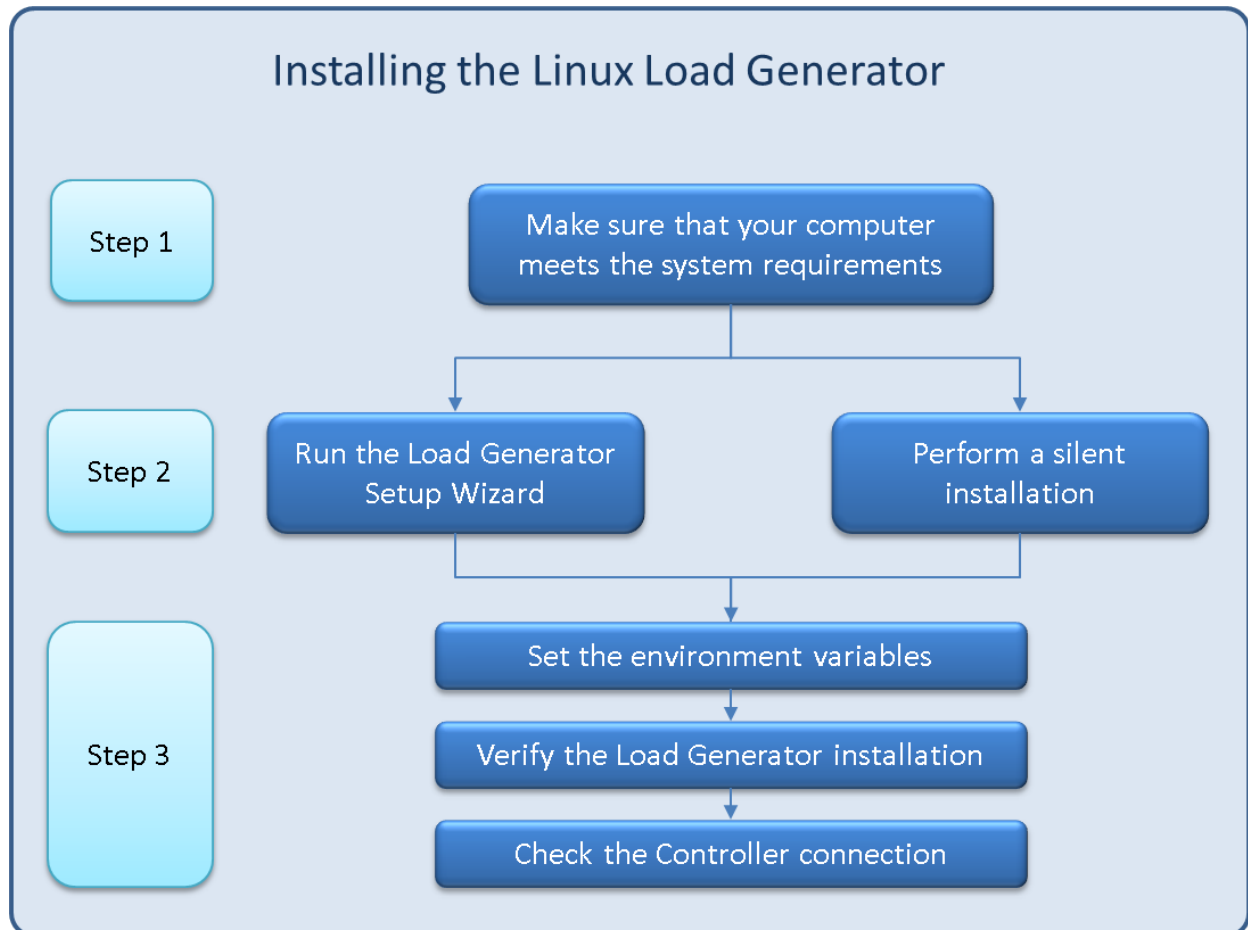 Installing the Linux Load Generator
Step 1
Make sure that your computer
meets the system requirements
Step 2
Run the Load Generator
Setup Wizard
Perform a silent
installation
Step 3
Set the environment variables
Verify the Load Generator installation
Check the Controller connection